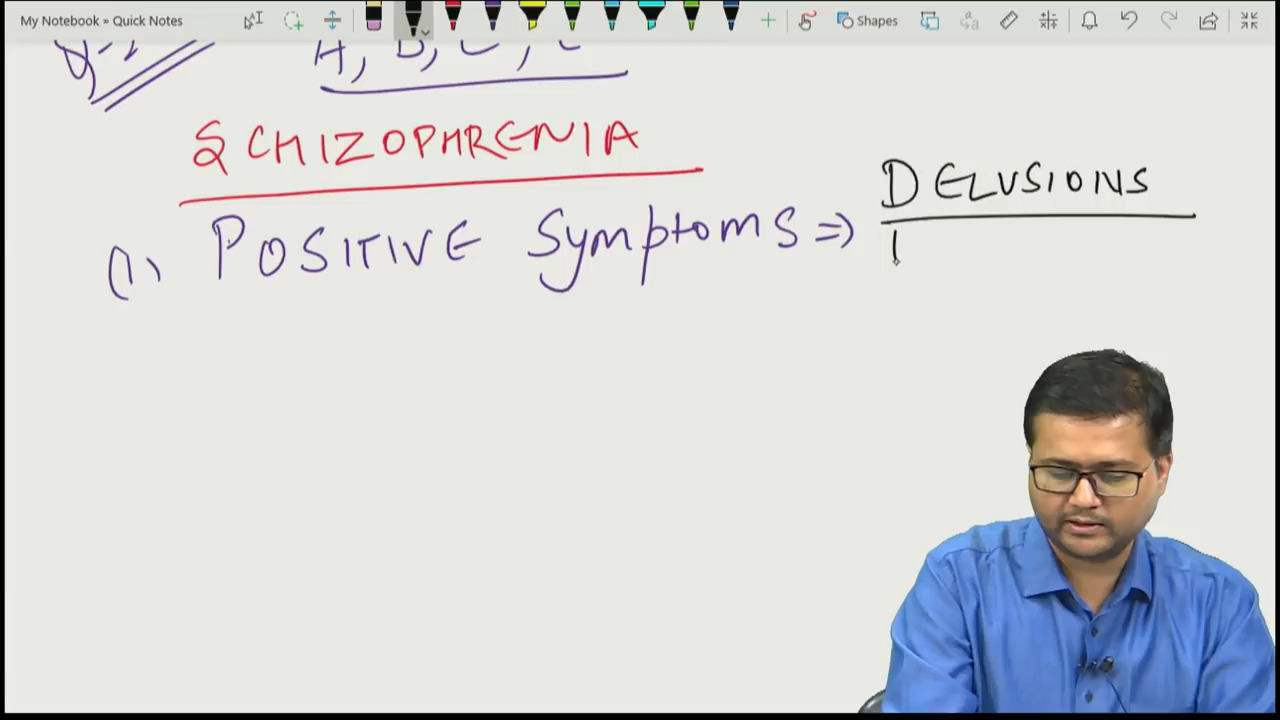 My Notebook » Quick Notes
Shapes
A, B, C, C
SCHIZOPHRENIA
DELUSIONS
(1) POSITIVE Symptoms ⇒